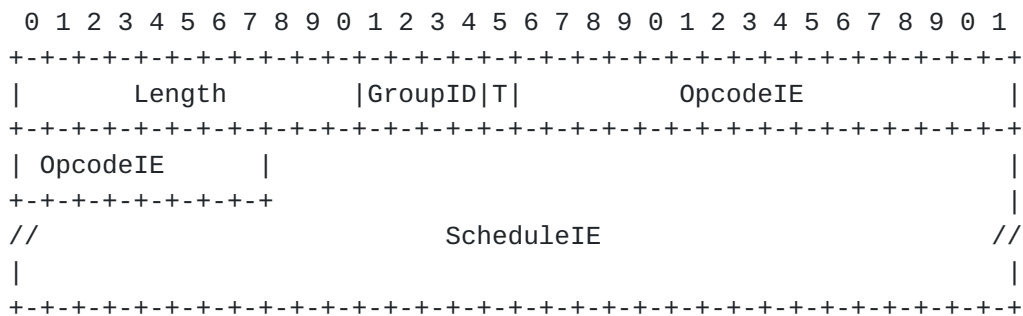 0 1 2 3 4 5 6 7 8 9 0 1 2 3 4 5 6 7 8 9 0 1 2 3 4 5 6 7 8 9 0 1
+-+-+-+-+-+-+-+-+-+-+-+-+-+-+-+-+-+-+-+-+-+-+-+-+-+-+-+-+-+-+-+-+
|       Length        |GroupID|T|          OpcodeIE             |
+-+-+-+-+-+-+-+-+-+-+-+-+-+-+-+-+-+-+-+-+-+-+-+-+-+-+-+-+-+-+-+-+
| OpcodeIE      |                                               |
+-+-+-+-+-+-+-+-+                                               |
//                          ScheduleIE                         //
|                                                               |
+-+-+-+-+-+-+-+-+-+-+-+-+-+-+-+-+-+-+-+-+-+-+-+-+-+-+-+-+-+-+-+-+